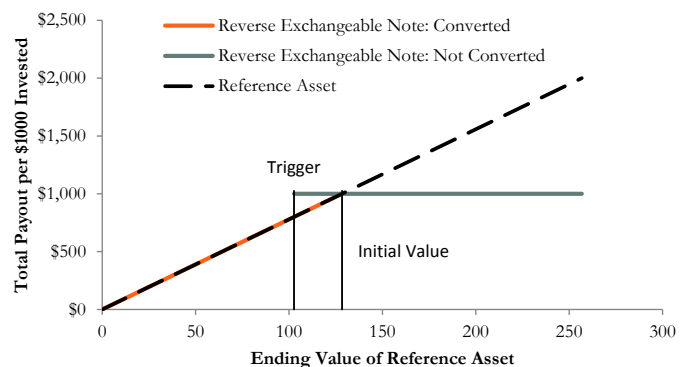 $2,500
Reverse Exchangeable Note: Converted
Reverse Exchangeable Note: Not Converted
Reference Asset
$2,000
$1,500
$1,000
$500
$0
Total Payout per $1000 Invested
Trigger
Initial Value
0 50 100 150 200 250 300
Ending Value of Reference Asset